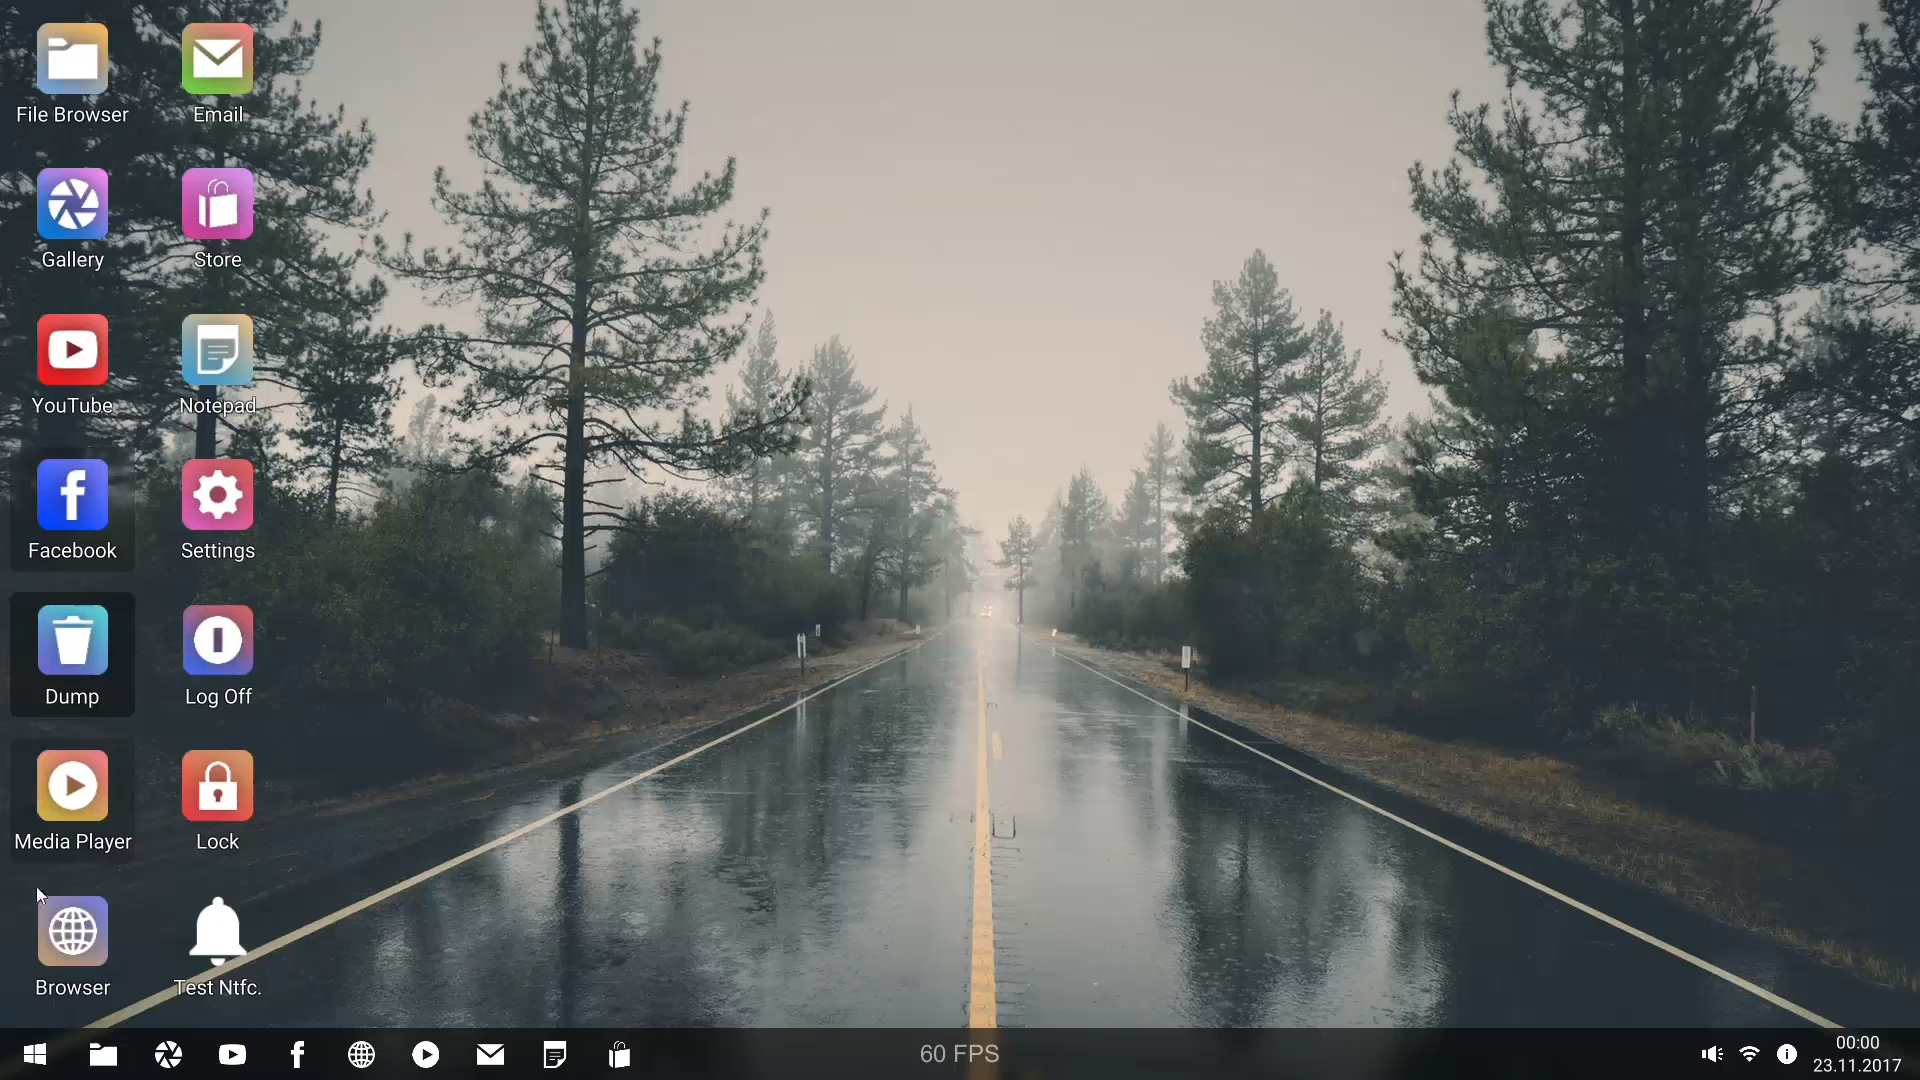 File Browser
Email
Gallery
Store
YouTube
Notepad
Facebook
Settings
Dump
Log Off
Media Player
Lock
Browser
Test Ntfc.
60 FPS
00:00
23.11.2017